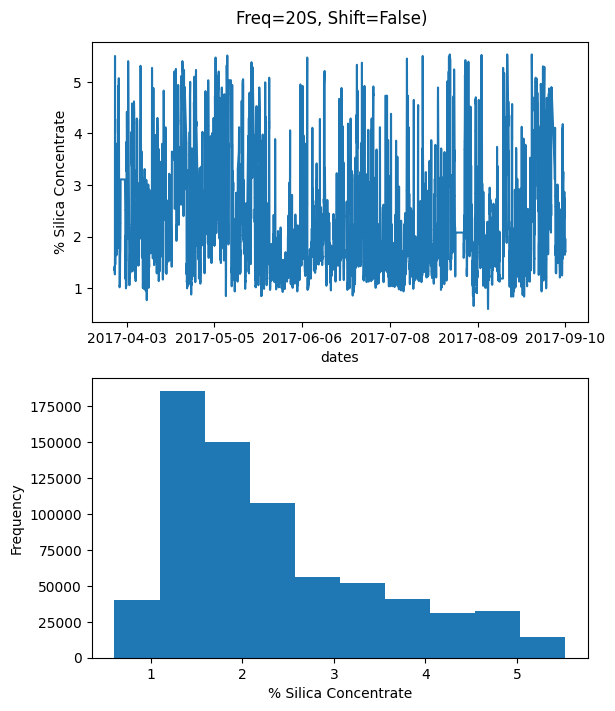 Freq=20S, Shift=False)
5
4
3
2
1
% Silica Concentrate
2017-04-03 2017-05-05 2017-06-06 2017-07-08 2017-08-09 2017-09-10
dates
175000
150000
125000
100000
75000
50000
25000
0
Frequency
1 2 3 4 5
% Silica Concentrate